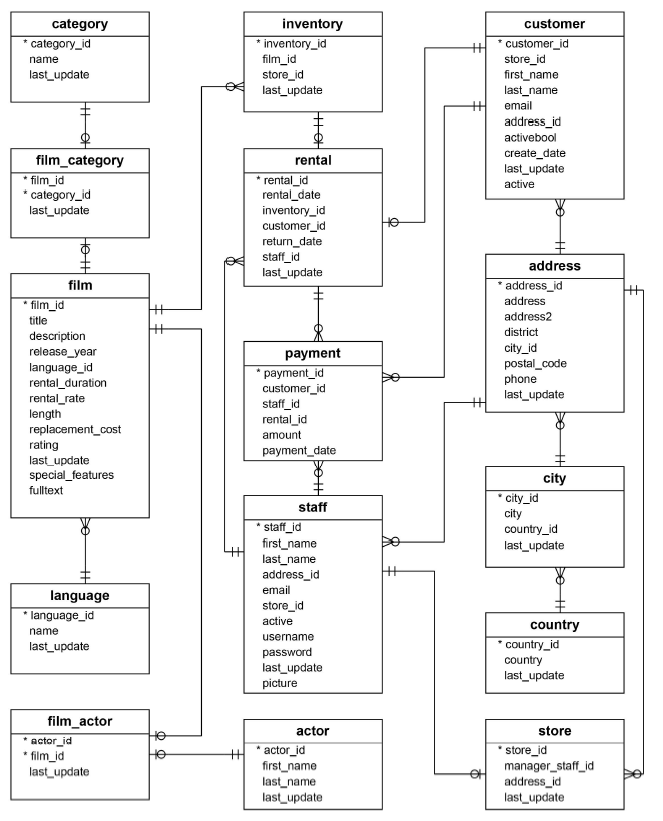 category
* category_id
name
last_update
film_category
* film_id
* category_id
last_update
film
* film_id
title
description
release_year
language_id
rental_duration
rental_rate
length
replacement_cost
rating
last_update
special_features
fulltext
language
* language_id
name
last_update
film_actor
* actor_id
* film_id
last_update
inventory
* inventory_id
film_id
store_id
last_update
rental
* rental_id
rental_date
inventory_id
customer_id
return_date
staff_id
last_update
payment
* payment_id
customer_id
staff_id
rental_id
amount
payment_date
staff
* staff_id
first_name
last_name
address_id
email
store_id
active
username
password
last_update
picture
actor
* actor_id
first_name
last_name
last_update
customer
* customer_id
store_id
first_name
last_name
email
address_id
activebool
create_date
last_update
active
address
* address_id
address
address2
district
city_id
postal_code
phone
last_update
city
* city_id
city
country_id
last_update
country
* country_id
country
last_update
store
* store_id
manager_staff_id
address_id
last_update